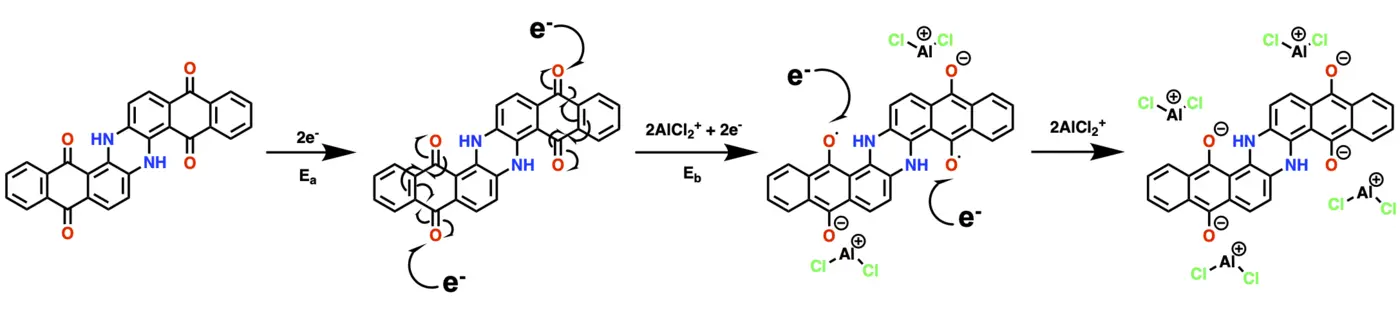 O
O
HN
NH
O
O
2e-
Ea
e-
O
O
HN
NH
O
O
e-
2AlCl2+ + 2e-
Eb
Cl Al + Cl
O -
e-
O·
HN
NH
O·
e-
O -
Al +
Cl Cl
2AlCl2+
Cl Al + Cl
O -
Cl Al + Cl
O -
HN
NH
O -
Al +
Cl Cl
O -
Al +
Cl Cl